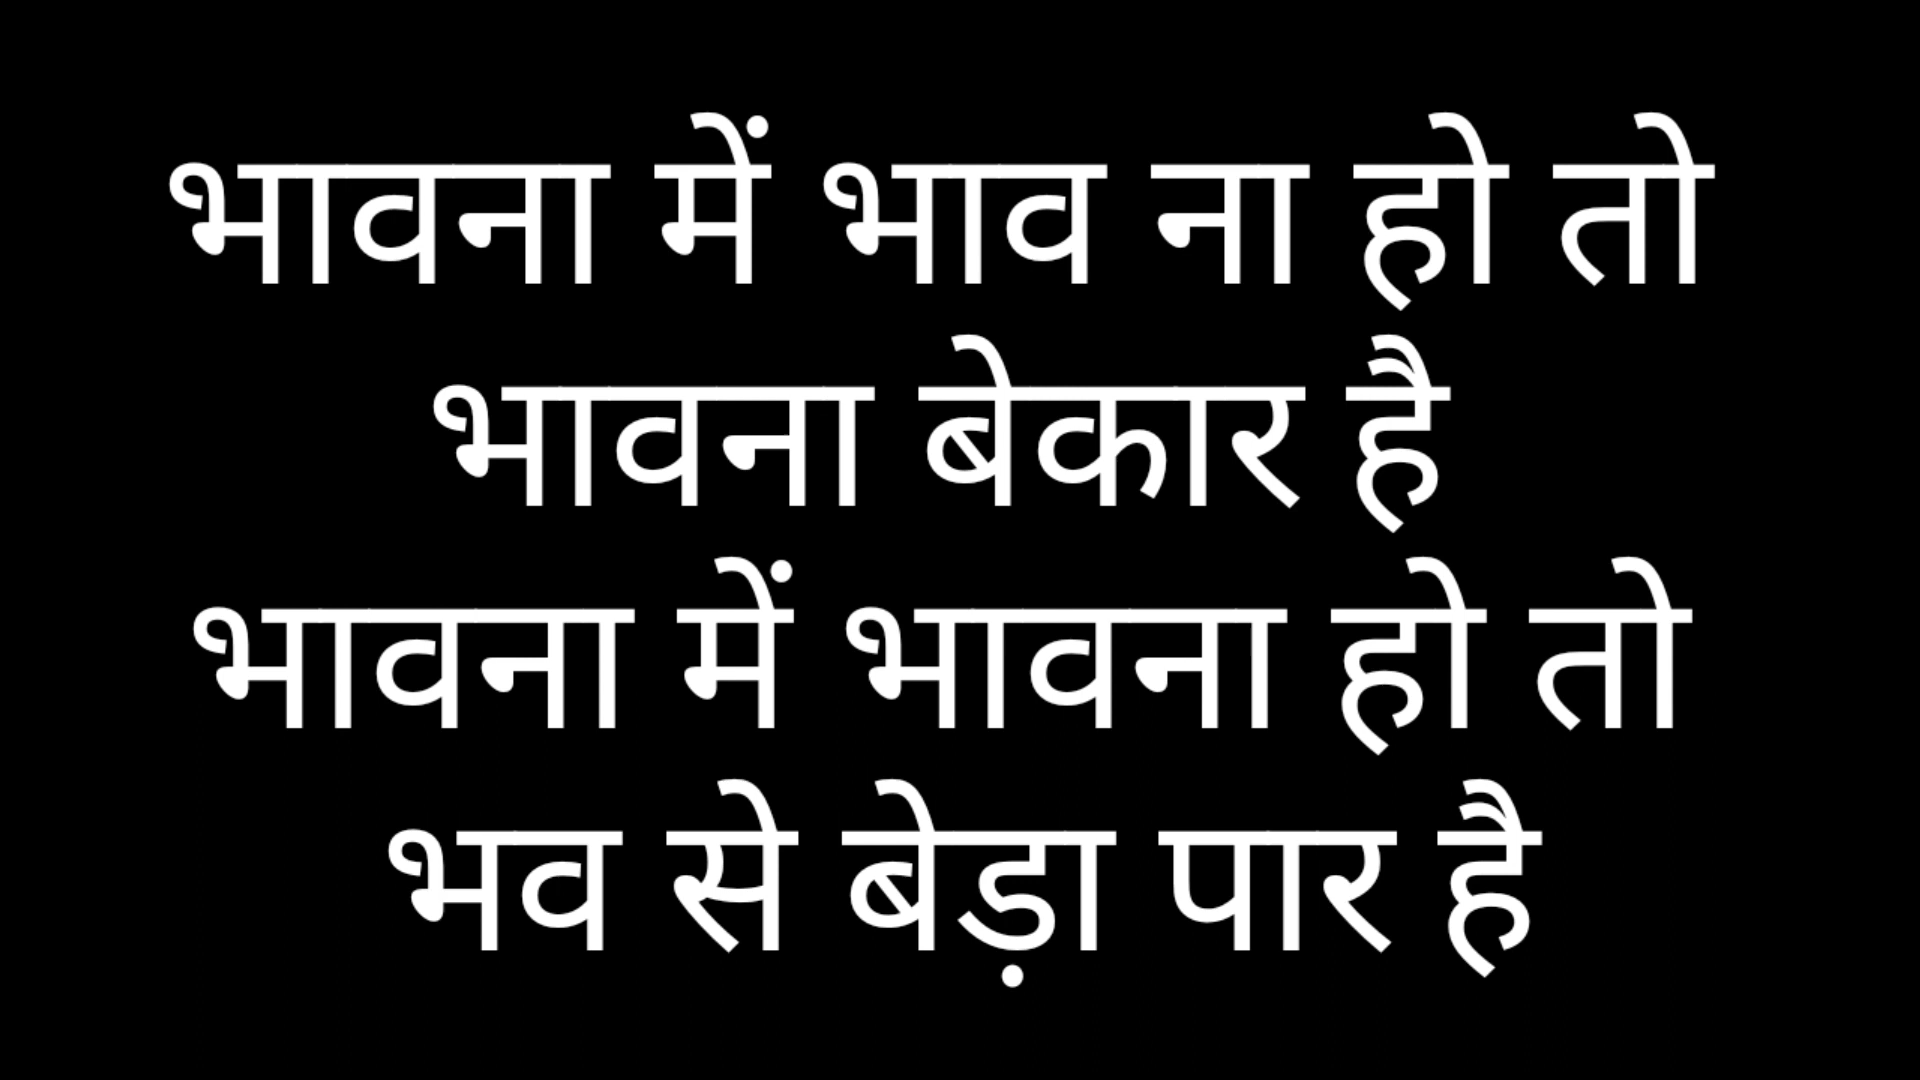 भावना में भाव ना हो तो
भावना बेकार है
भावना में भावना हो तो
भव से बेड़ा पार है